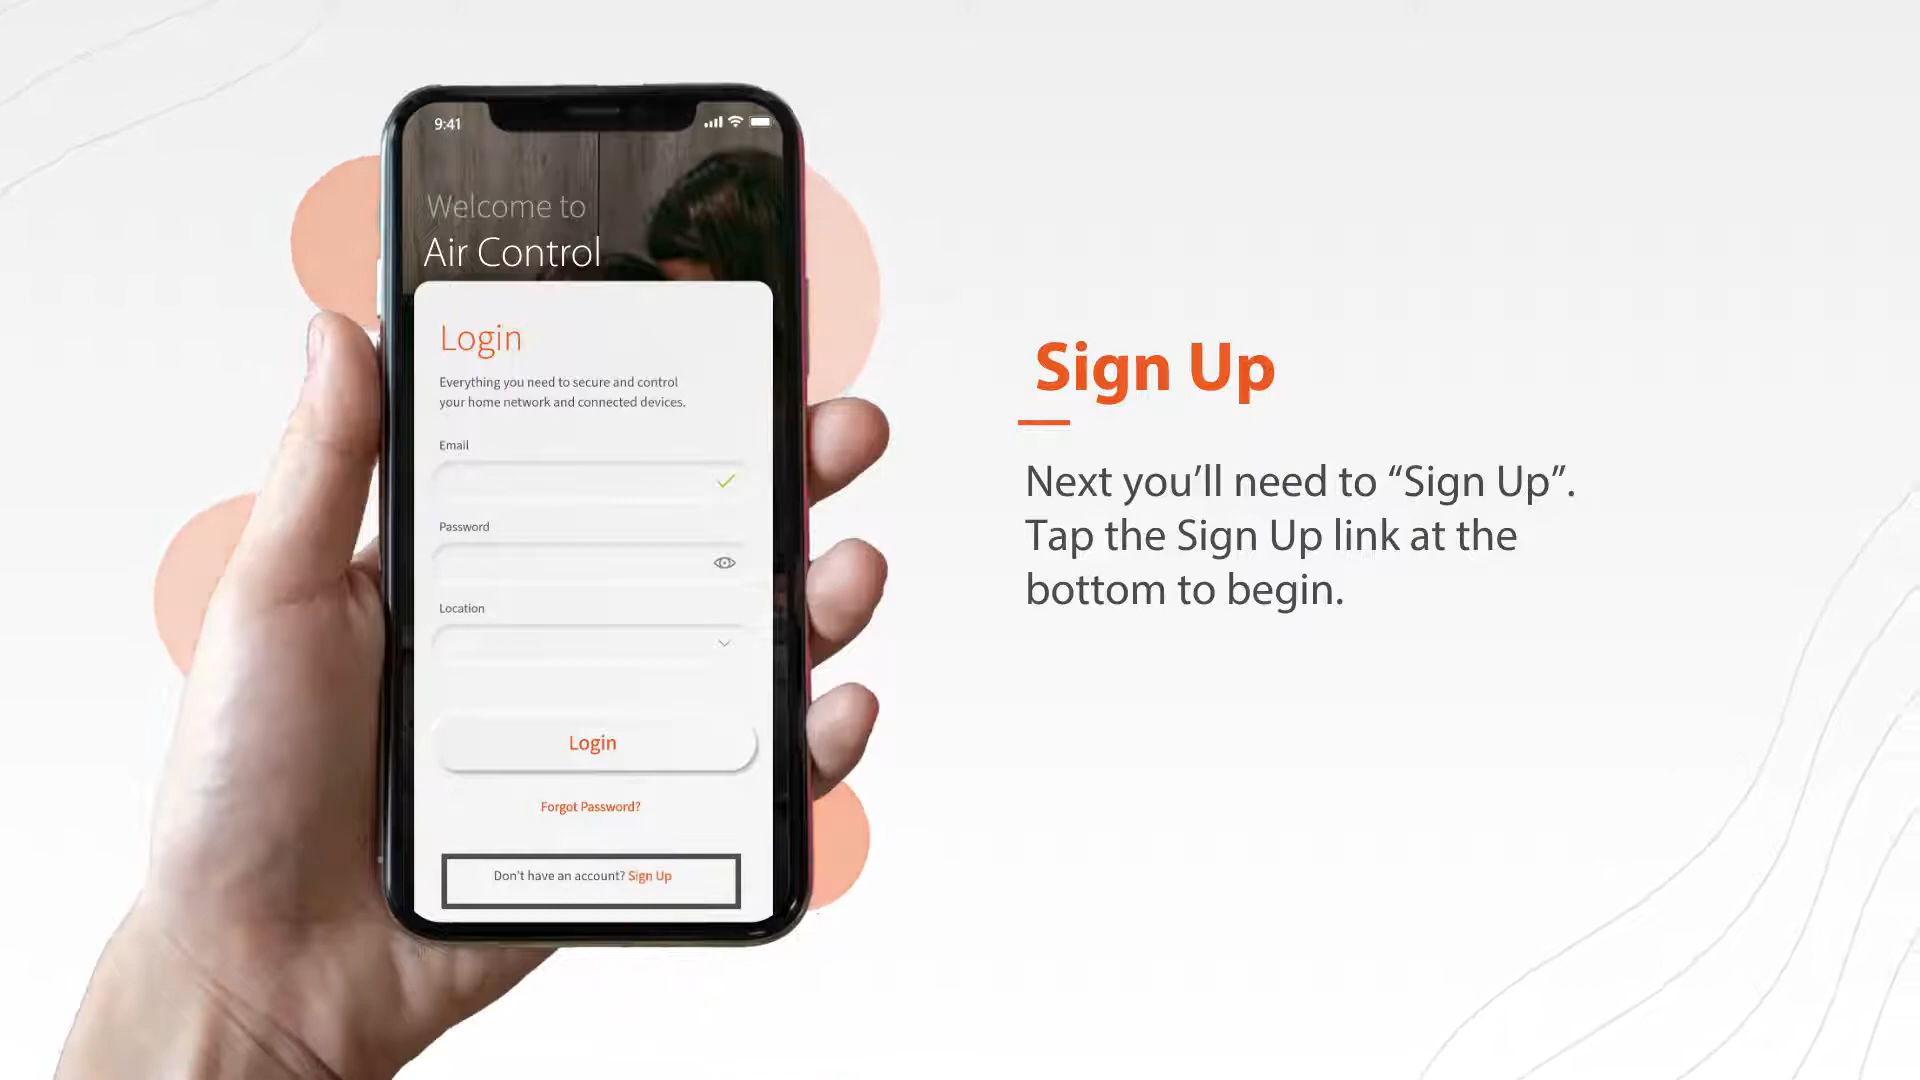 9:41
Welcome to
Air Control
Login
Everything you need to secure and control
your home network and connected devices.
Email
Password
Location
Login
Forgot Password?
Don't have an account? Sign Up
Sign Up
Next you’ll need to “Sign Up”.
Tap the Sign Up link at the
bottom to begin.